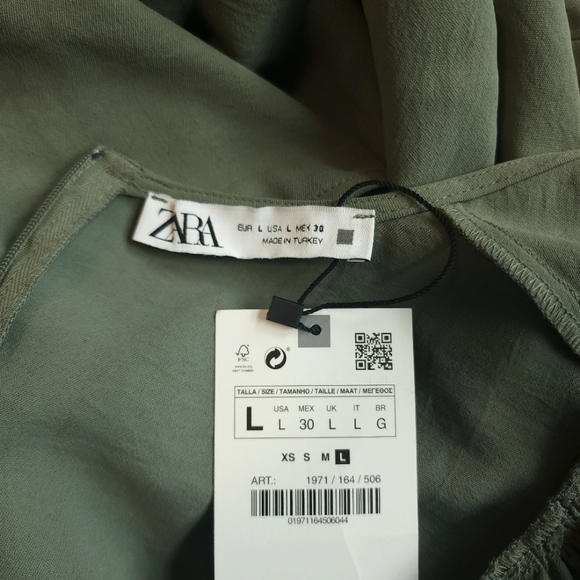 ZARA
EUR L USA L MEX 30
MADE IN TURKEY
FSC
TALLA / SIZE / TAMANHO / TAILLE / MAAT / ΜΕΓΕΘΟΣ
L
USA MEX UK IT BR
L 30 L L G
XS S M L
ART.: 1971 / 164 / 506
01971164506044